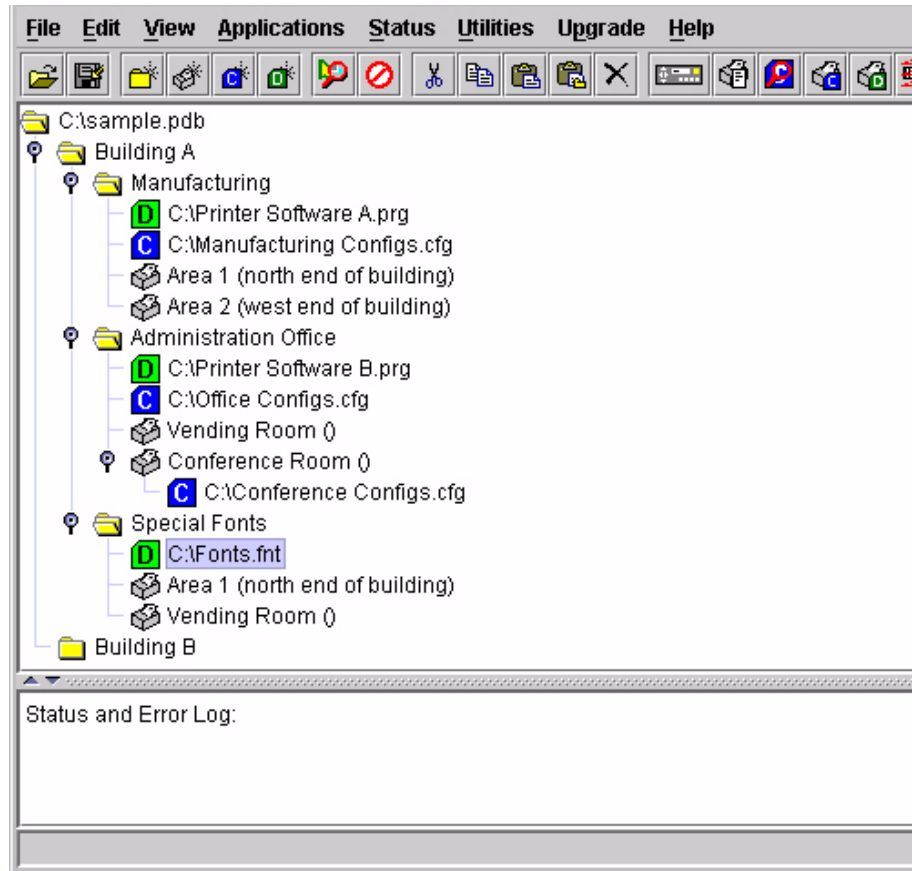 File Edit View Applications Status Utilities Upgrade Help
C:\sample.pdb
Building A
Manufacturing
D C:\Printer Software A.prg
C C:\Manufacturing Configs.cfg
Area 1 (north end of building)
Area 2 (west end of building)
Administration Office
D C:\Printer Software B.prg
C C:\Office Configs.cfg
Vending Room ()
Conference Room ()
C C:\Conference Configs.cfg
Special Fonts
D C:\Fonts.fnt
Area 1 (north end of building)
Vending Room ()
Building B
Status and Error Log: